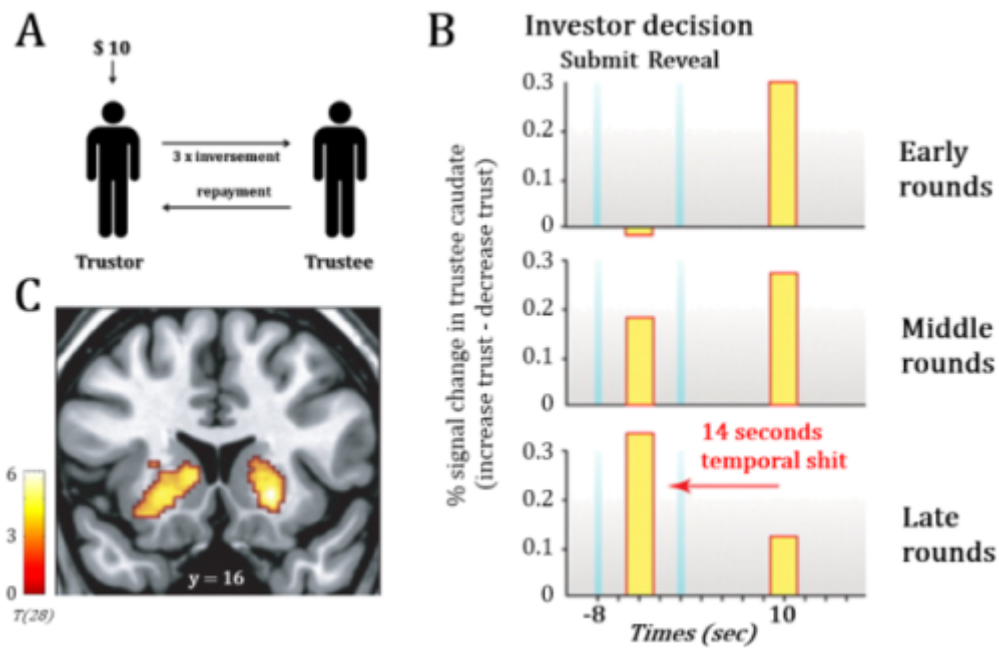 A
$ 10
3 x inversement
repayment
Trustor
Trustee
C
6
3
0
T(28)
y = 16
B
Investor decision
Submit Reveal
% signal change in trustee caudate
(increase trust - decrease trust)
0.3
0.2
0.1
0
Early
rounds
0.3
0.2
0.1
0
Middle
rounds
14 seconds
temporal shit
0.3
0.2
0.1
0
Late
rounds
-8
10
Times (sec)